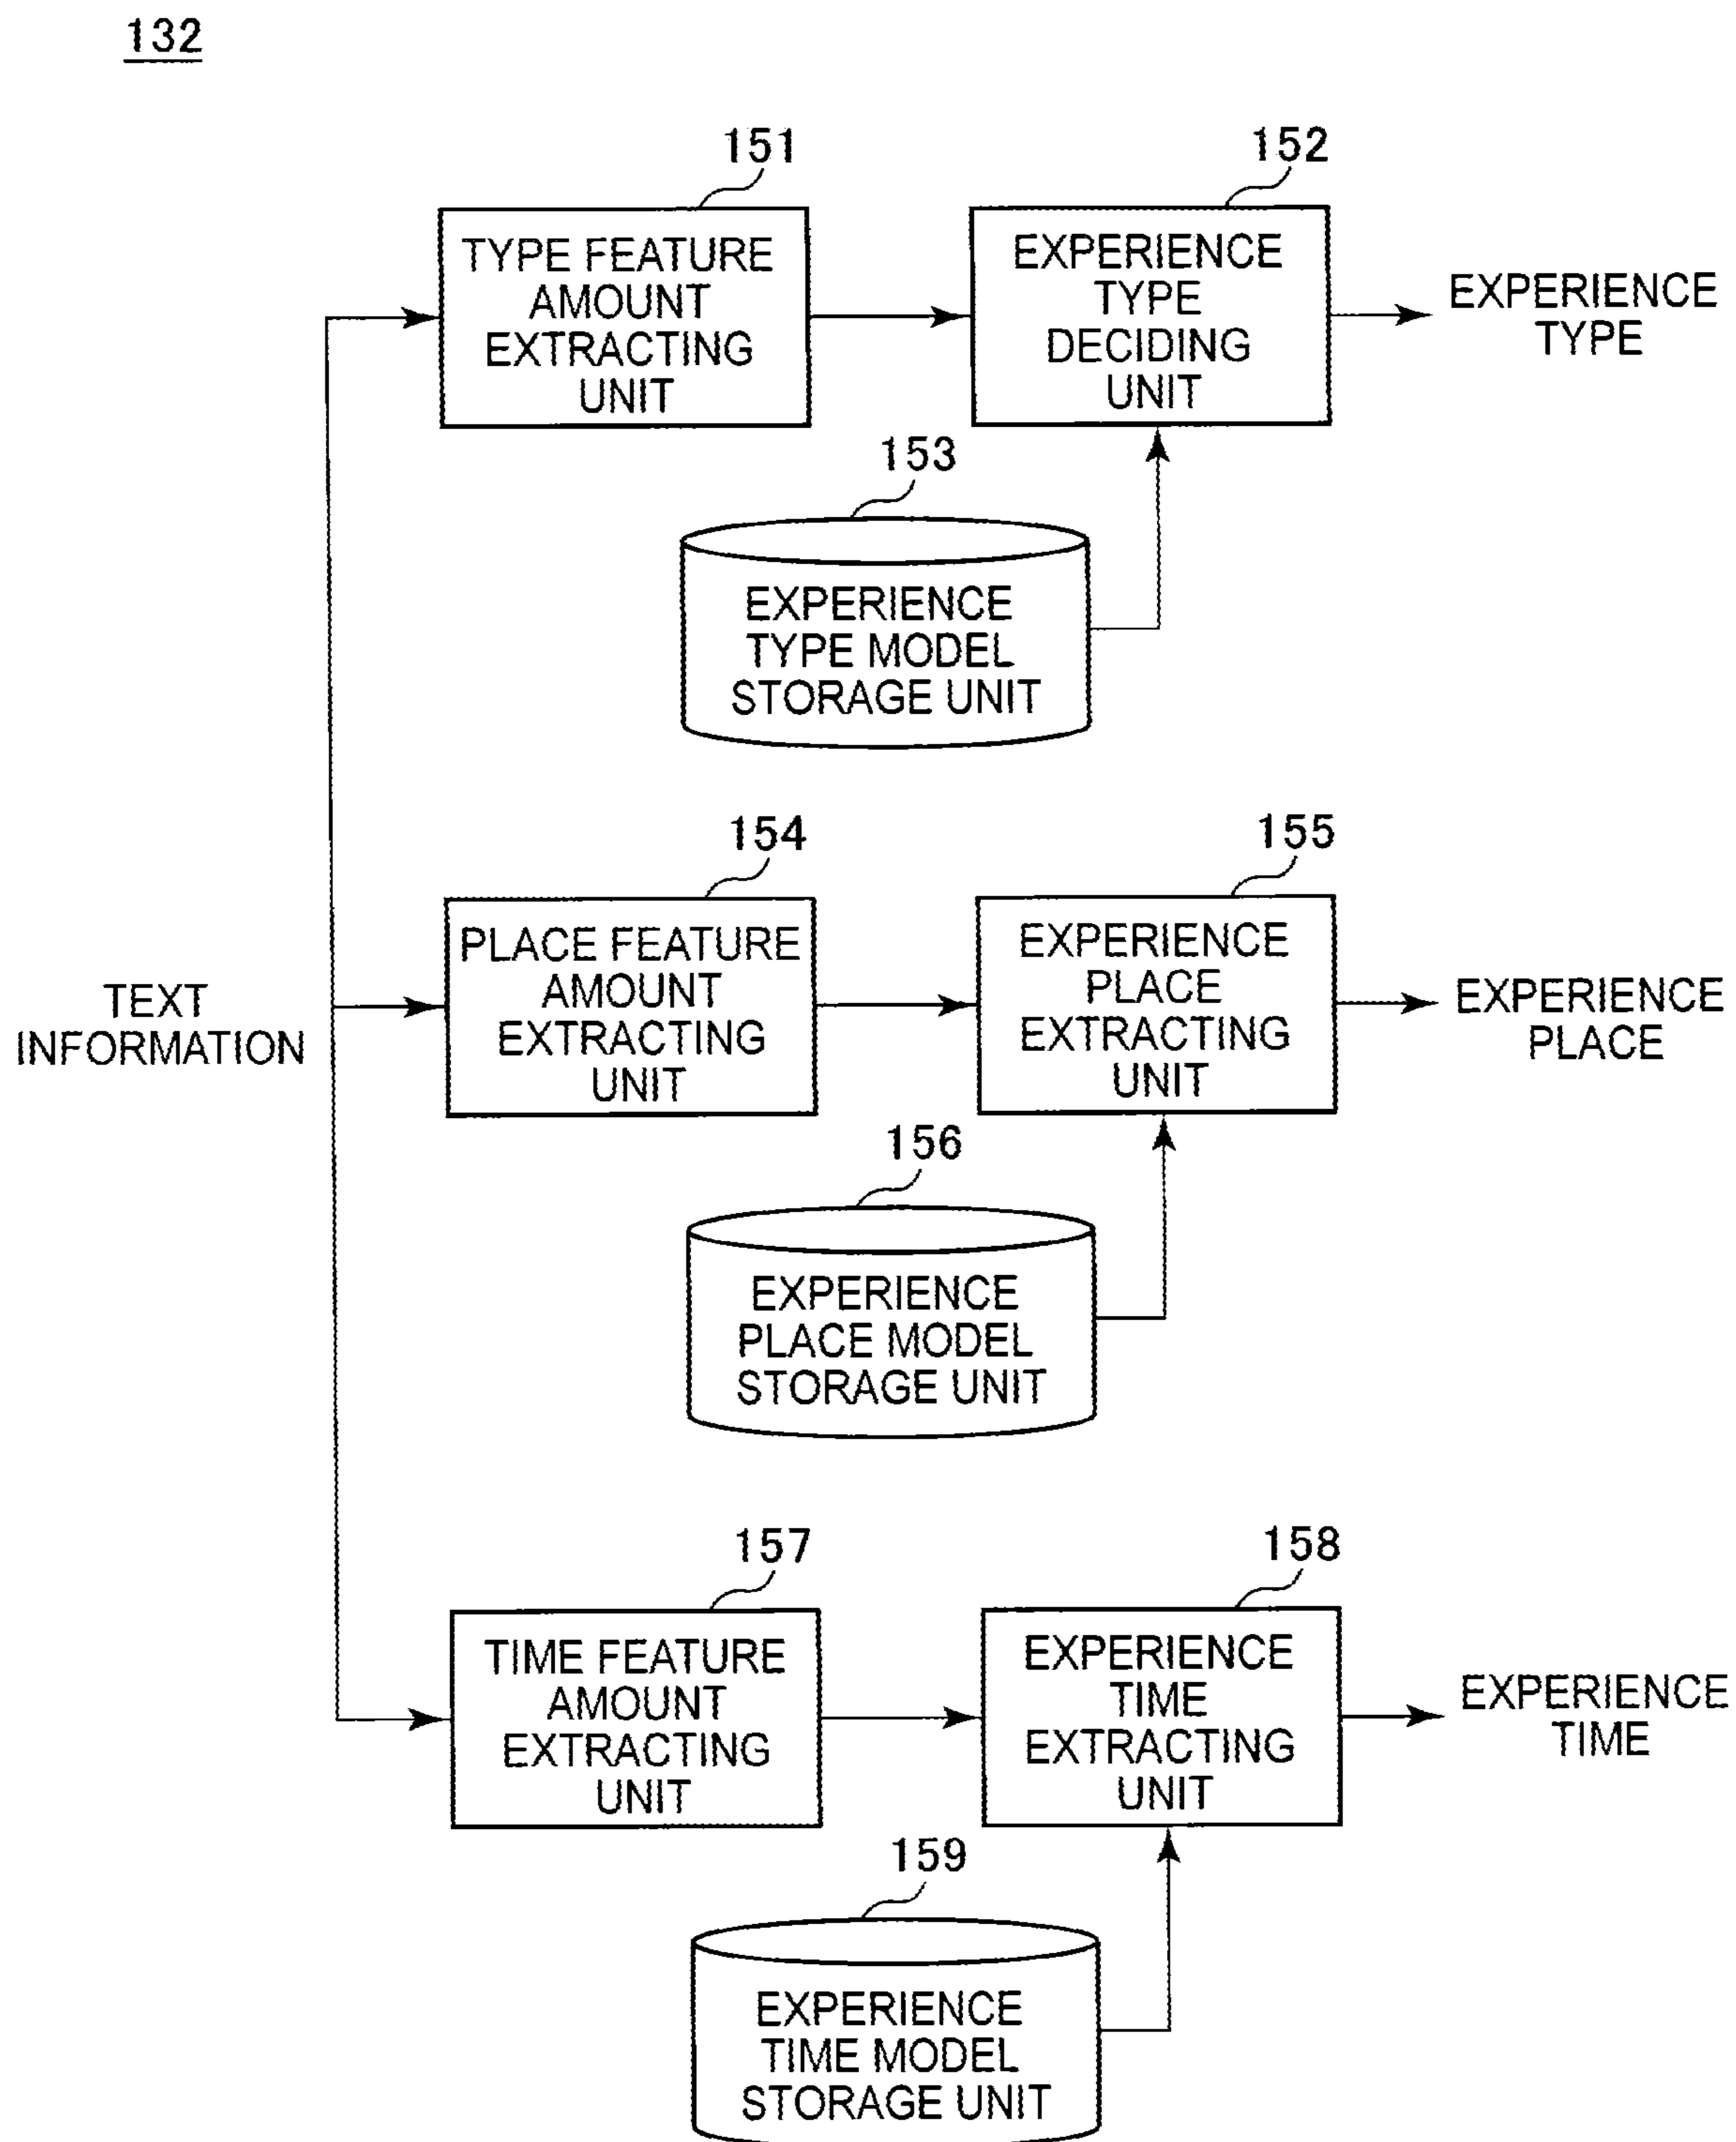 132
151
152
TYPE FEATURE
AMOUNT
EXTRACTING
UNIT
EXPERIENCE
TYPE
DECIDING
UNIT
EXPERIENCE
TYPE
153
EXPERIENCE
TYPE MODEL
STORAGE UNIT
TEXT
INFORMATION
154
155
PLACE FEATURE
AMOUNT
EXTRACTING
UNIT
EXPERIENCE
PLACE
EXTRACTING
UNIT
EXPERIENCE
PLACE
156
EXPERIENCE
PLACE MODEL
STORAGE UNIT
157
158
TIME FEATURE
AMOUNT
EXTRACTING
UNIT
EXPERIENCE
TIME
EXTRACTING
UNIT
EXPERIENCE
TIME
159
EXPERIENCE
TIME MODEL
STORAGE UNIT